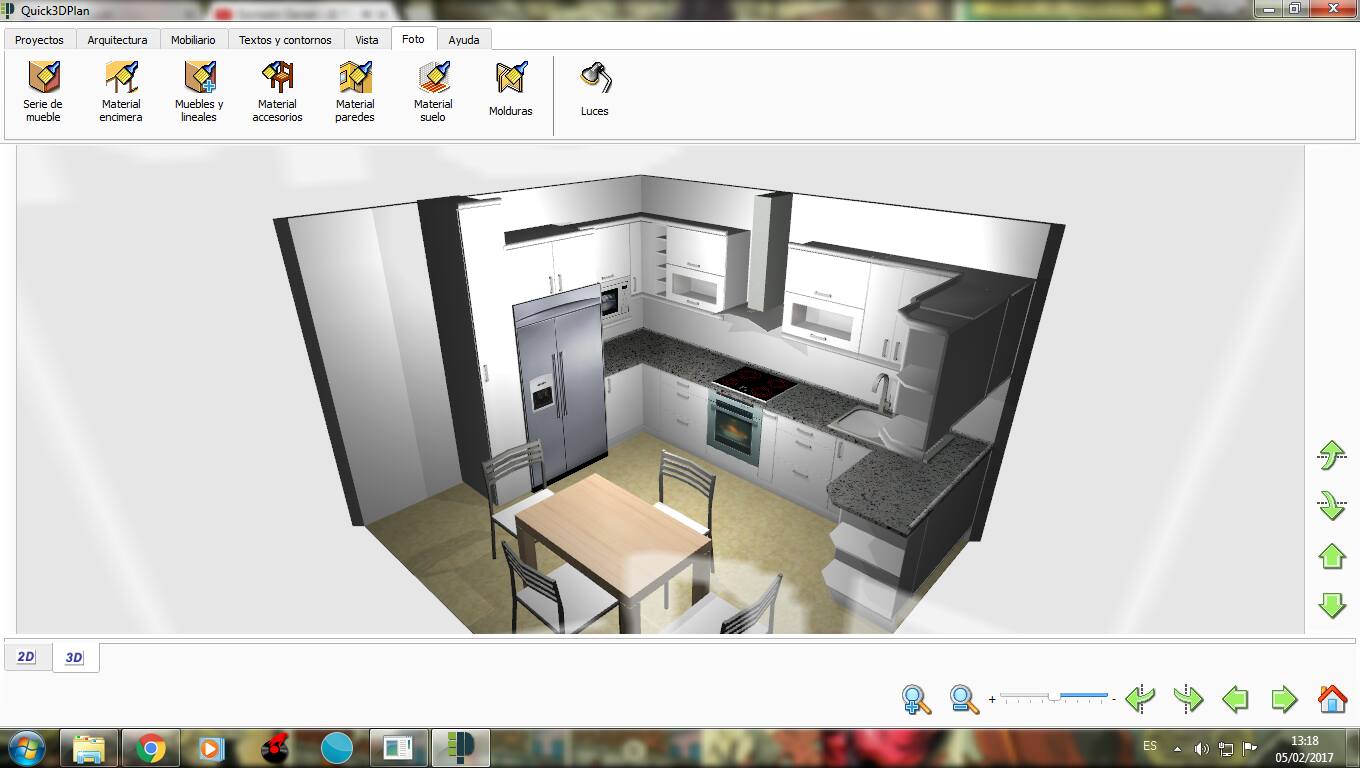 Quick3DPlan
Proyectos
Arquitectura
Mobiliario
Textos y contornos
Vista
Foto
Ayuda
Serie de
mueble
Material
encimera
Muebles y
lineales
Material
accesorios
Material
paredes
Material
suelo
Molduras
Luces
2D
3D
+
-
ES
13:18
05/02/2017